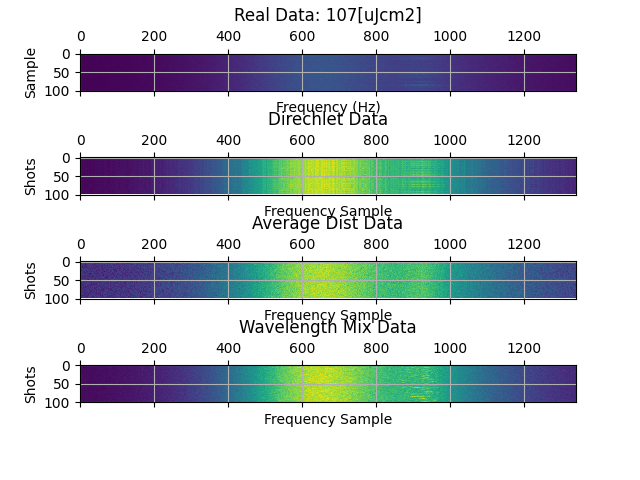 Real Data: 107[uJcm2]
0 200 400 600 800 1000 1200
Sample
0
50
100
Frequency (Hz)
Direchlet Data
0 200 400 600 800 1000 1200
Shots
0
50
100
Frequency Sample
Average Dist Data
0 200 400 600 800 1000 1200
Shots
0
50
100
Frequency Sample
Wavelength Mix Data
0 200 400 600 800 1000 1200
Shots
0
50
100
Frequency Sample